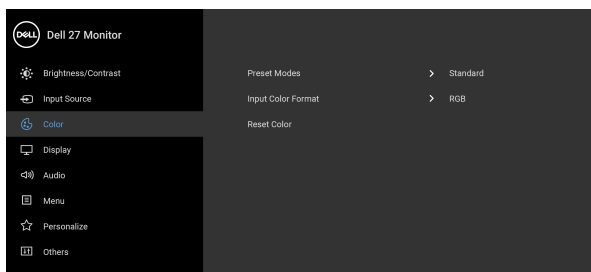 DELL Dell 27 Monitor
Brightness/Contrast
Input Source
Color
Display
Audio
Menu
Personalize
Others
Preset Modes > Standard
Input Color Format > RGB
Reset Color